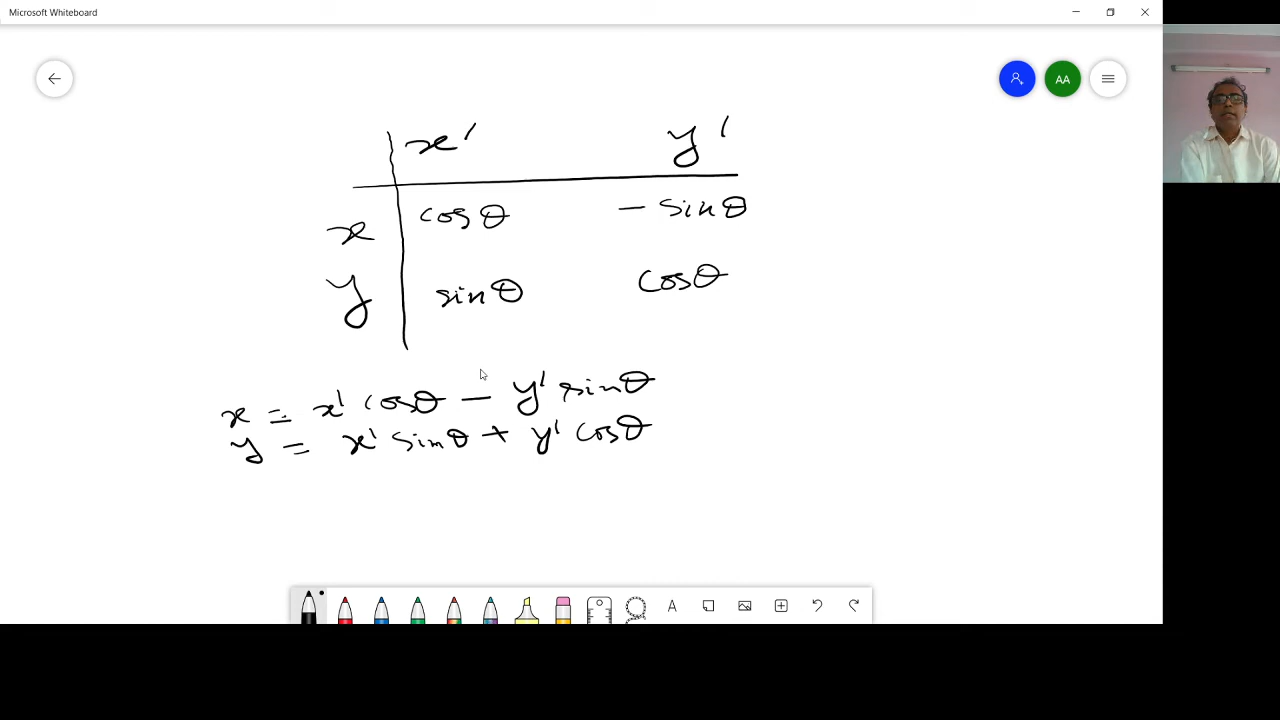 Microsoft Whiteboard
AA
x' y'
x cosθ - sinθ
y sinθ cosθ
x = x' cosθ - y' sinθ
y = x' sinθ + y' cosθ
A